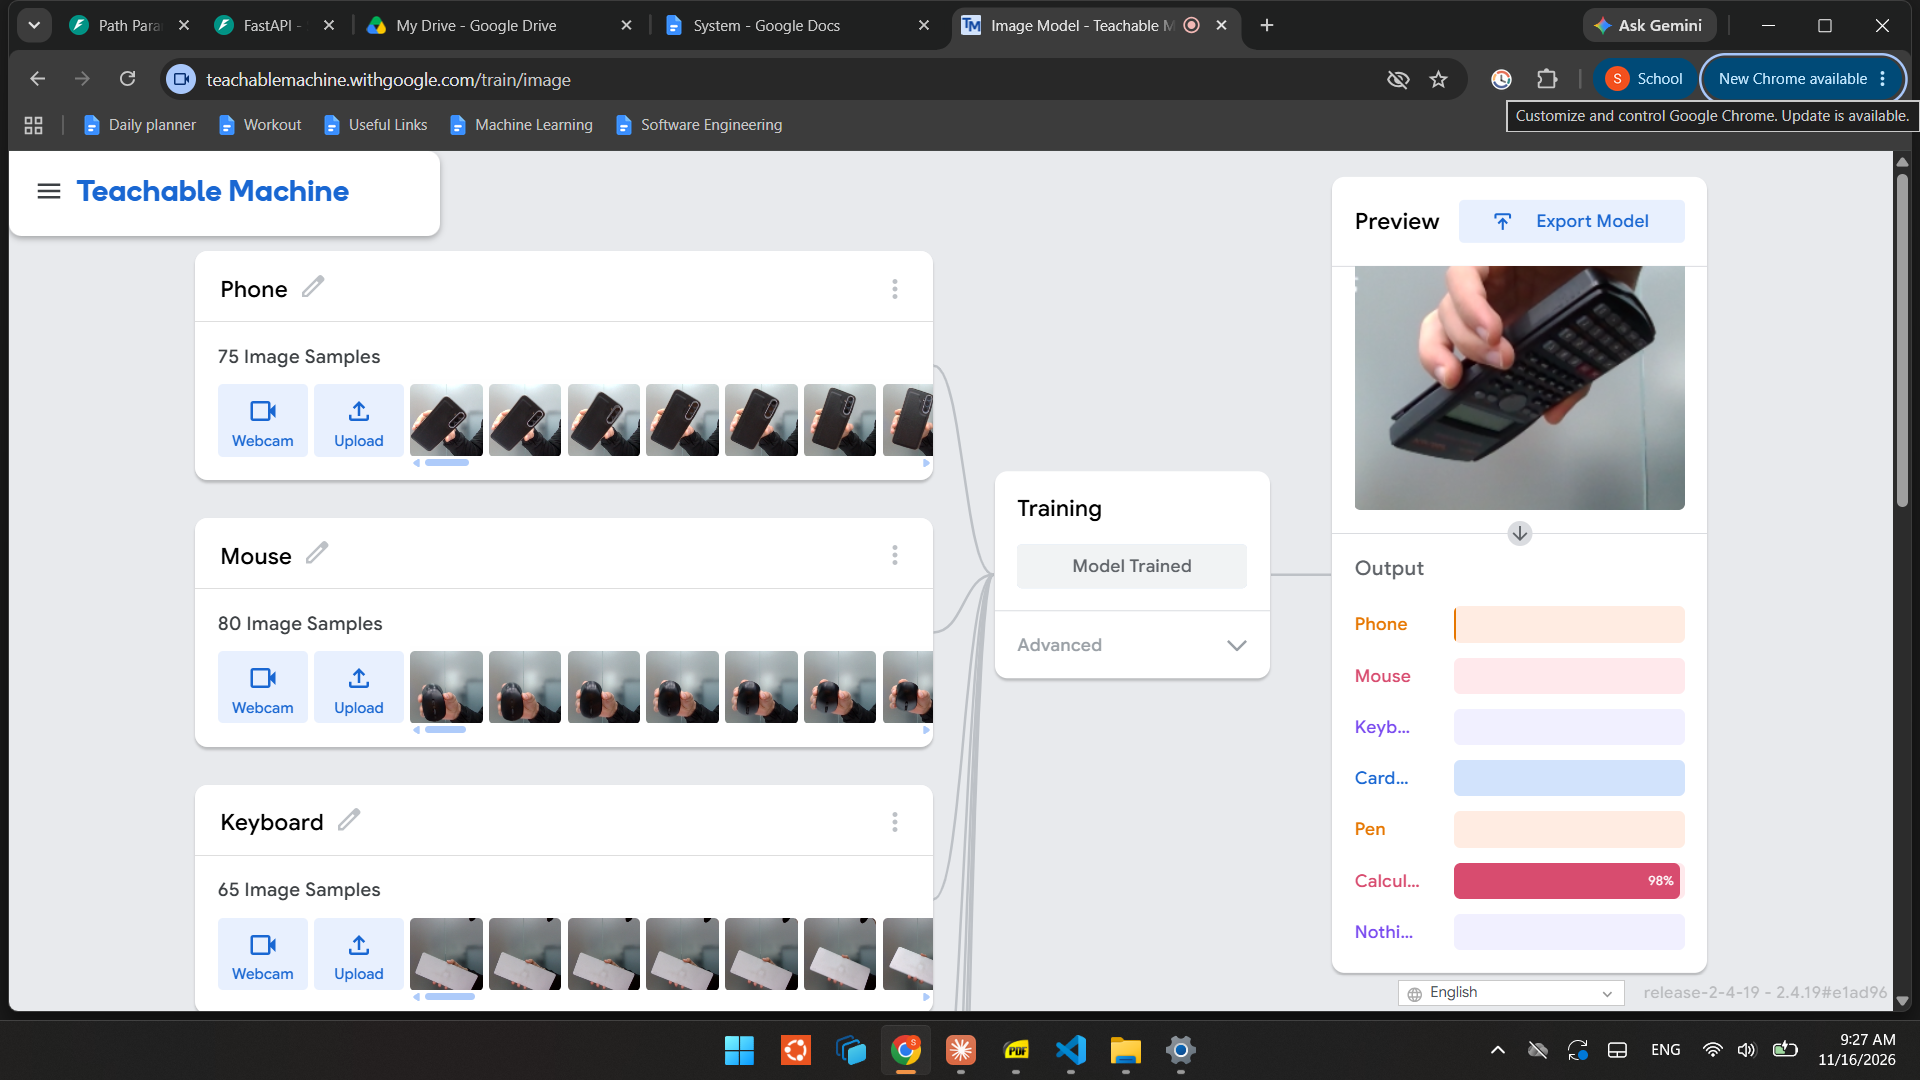 Path Para
FastAPI -
My Drive - Google Drive
System - Google Docs
Image Model - Teachable M
Ask Gemini
teachablemachine.withgoogle.com/train/image
S School
New Chrome available
Customize and control Google Chrome. Update is available.
Daily planner
Workout
Useful Links
Machine Learning
Software Engineering
Teachable Machine
Phone
75 Image Samples
Webcam
Upload
Mouse
80 Image Samples
Webcam
Upload
Keyboard
65 Image Samples
Webcam
Upload
Training
Model Trained
Advanced
Preview
Export Model
Output
Phone
Mouse
Keyb...
Card...
Pen
Calcul... 98%
Nothi...
English
release-2-4-19 - 2.4.19#e1ad96
PDF
ENG
9:27 AM
11/16/2026